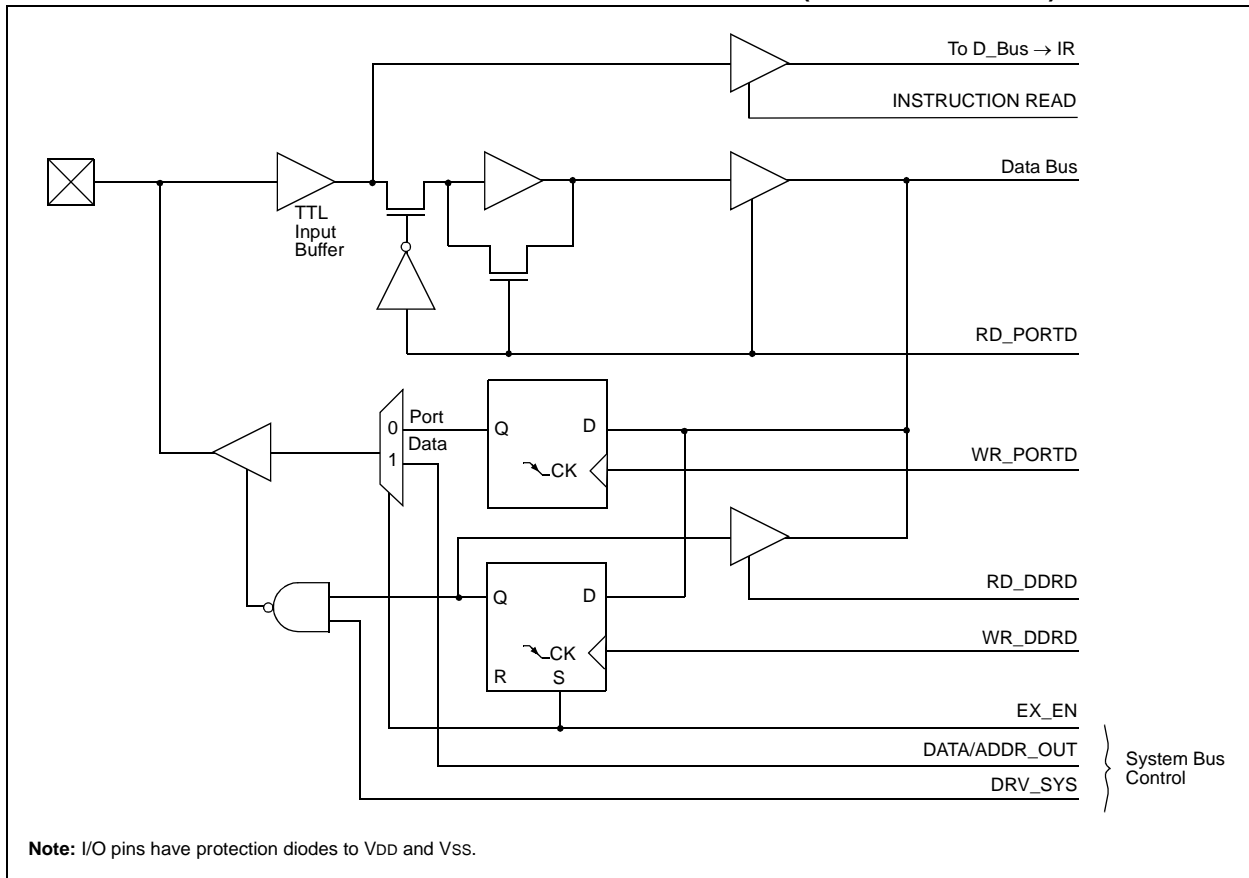 To D_Bus → IR
INSTRUCTION READ
Data Bus
TTL
Input
Buffer
RD_PORTD
0
Port
Data
1
Q
D
CK
WR_PORTD
RD_DDRD
Q
D
WR_DDRD
CK
R
S
EX_EN
DATA/ADDR_OUT
System Bus
Control
DRV_SYS
Note: I/O pins have protection diodes to VDD and VSS.